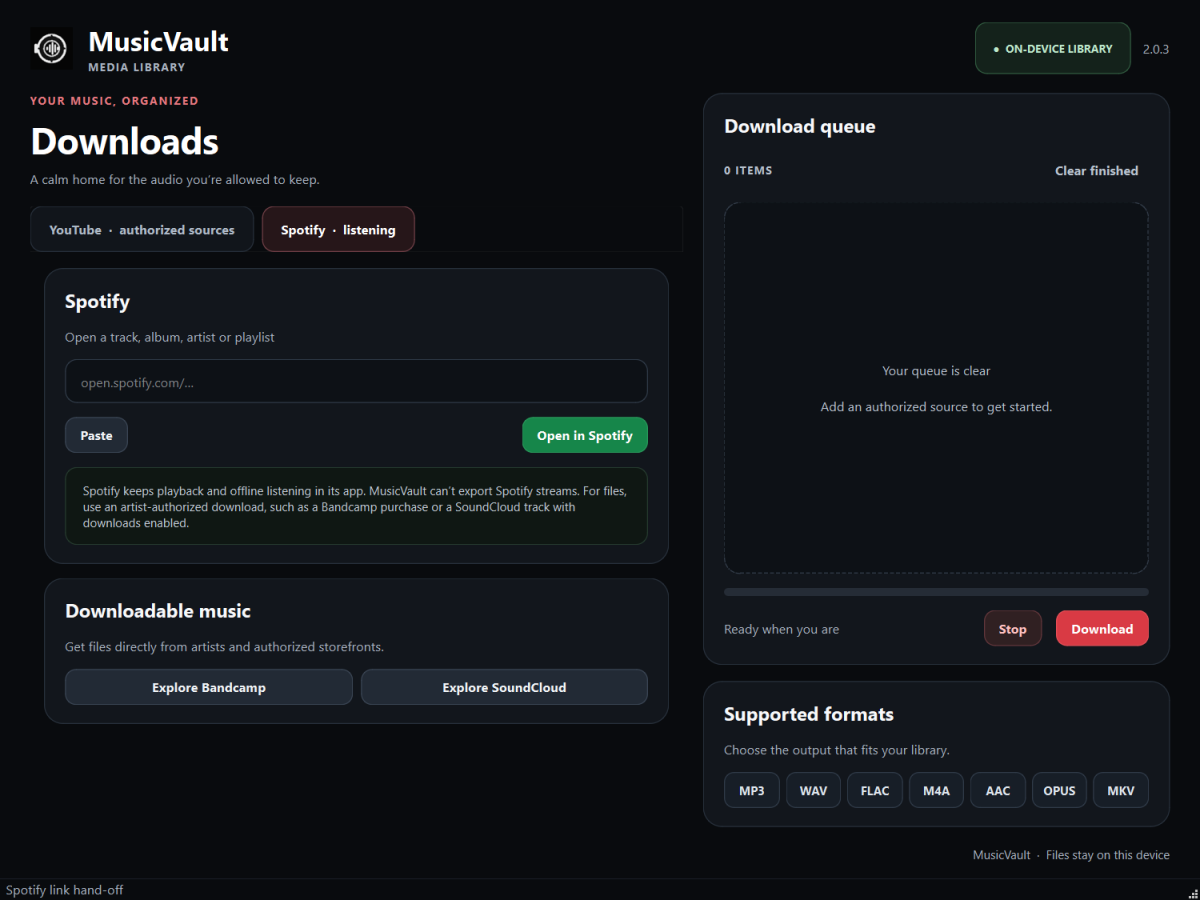 MusicVault
MEDIA LIBRARY
● ON-DEVICE LIBRARY
2.0.3
YOUR MUSIC, ORGANIZED
Downloads
A calm home for the audio you're allowed to keep.
YouTube · authorized sources
Spotify · listening
Spotify
Open a track, album, artist or playlist
open.spotify.com/...
Paste
Open in Spotify
Spotify keeps playback and offline listening in its app. MusicVault can't export Spotify streams. For files,
use an artist-authorized download, such as a Bandcamp purchase or a SoundCloud track with
downloads enabled.
Downloadable music
Get files directly from artists and authorized storefronts.
Explore Bandcamp
Explore SoundCloud
Download queue
0 ITEMS
Clear finished
Your queue is clear
Add an authorized source to get started.
Ready when you are
Stop
Download
Supported formats
Choose the output that fits your library.
MP3
WAV
FLAC
M4A
AAC
OPUS
MKV
MusicVault · Files stay on this device
Spotify link hand-off